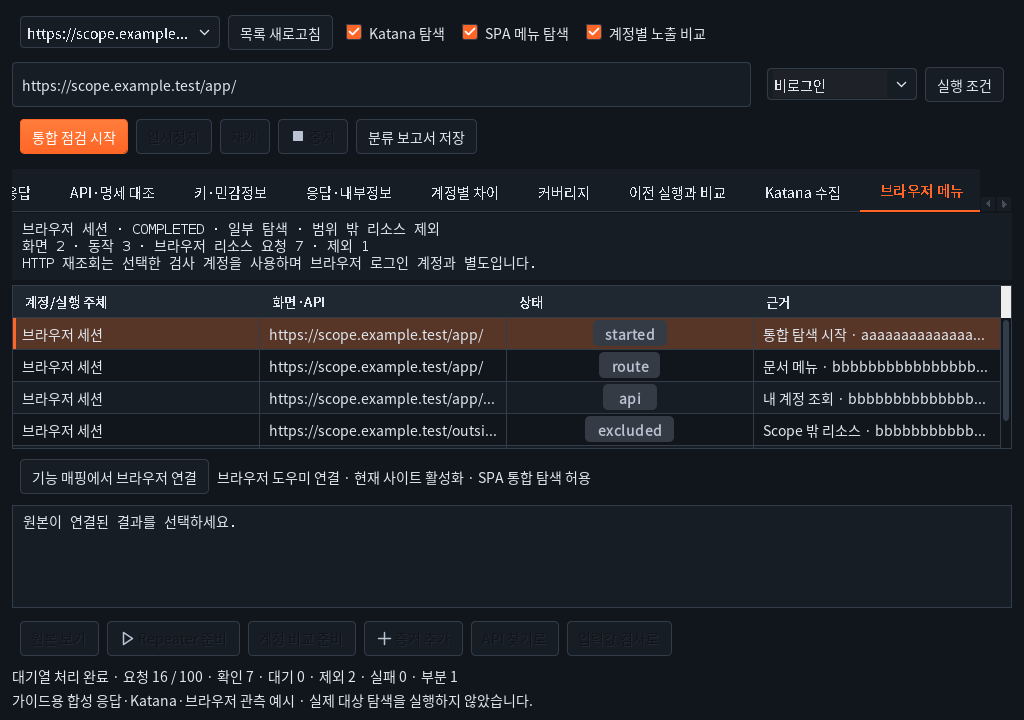 https://scope.example... 목록 새로고침 Katana 탐색 SPA 메뉴 탐색 계정별 노출 비교
https://scope.example.test/app/ 비로그인 실행 조건
통합 점검 시작 일시정지 재개 중지 분류 보고서 저장
응답 API·명세 대조 키·민감정보 응답·내부정보 계정별 차이 커버리지 이전 실행과 비교 Katana 수집 브라우저 메뉴
브라우저 세션 · COMPLETED · 일부 탐색 · 범위 밖 리소스 제외
화면 2 · 동작 3 · 브라우저 리소스 요청 7 · 제외 1
HTTP 재조회는 선택한 검사 계정을 사용하며 브라우저 로그인 계정과 별도입니다.
계정/실행 주체 화면·API 상태 근거
브라우저 세션 https://scope.example.test/app/ started 통합 탐색 시작 · aaaaaaaaaaaaaa...
브라우저 세션 https://scope.example.test/app/ route 문서 메뉴 · bbbbbbbbbbbbbbbb...
브라우저 세션 https://scope.example.test/app/... api 내 계정 조회 · bbbbbbbbbbbbbb...
브라우저 세션 https://scope.example.test/outsi... excluded Scope 밖 리소스 · bbbbbbbbbbb...
기능 매핑에서 브라우저 연결 브라우저 도우미 연결 · 현재 사이트 활성화 · SPA 통합 탐색 허용
원본이 연결된 결과를 선택하세요.
원본 보기 Repeater 준비 계정 비교 준비 증거 추가
대기열 처리 완료 · 요청 16 / 100 · 확인 7 · 대기 0 · 제외 2 · 실패 0 · 부분 1
가이드용 합성 응답·Katana·브라우저 관측 예시 · 실제 대상 탐색을 실행하지 않았습니다.